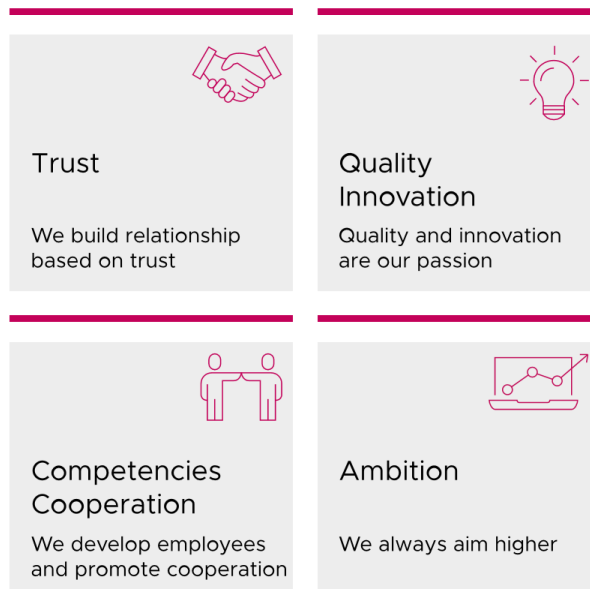 Trust
We build relationship
based on trust
Quality
Innovation
Quality and innovation
are our passion
Competencies
Cooperation
We develop employees
and promote cooperation
Ambition
We always aim higher